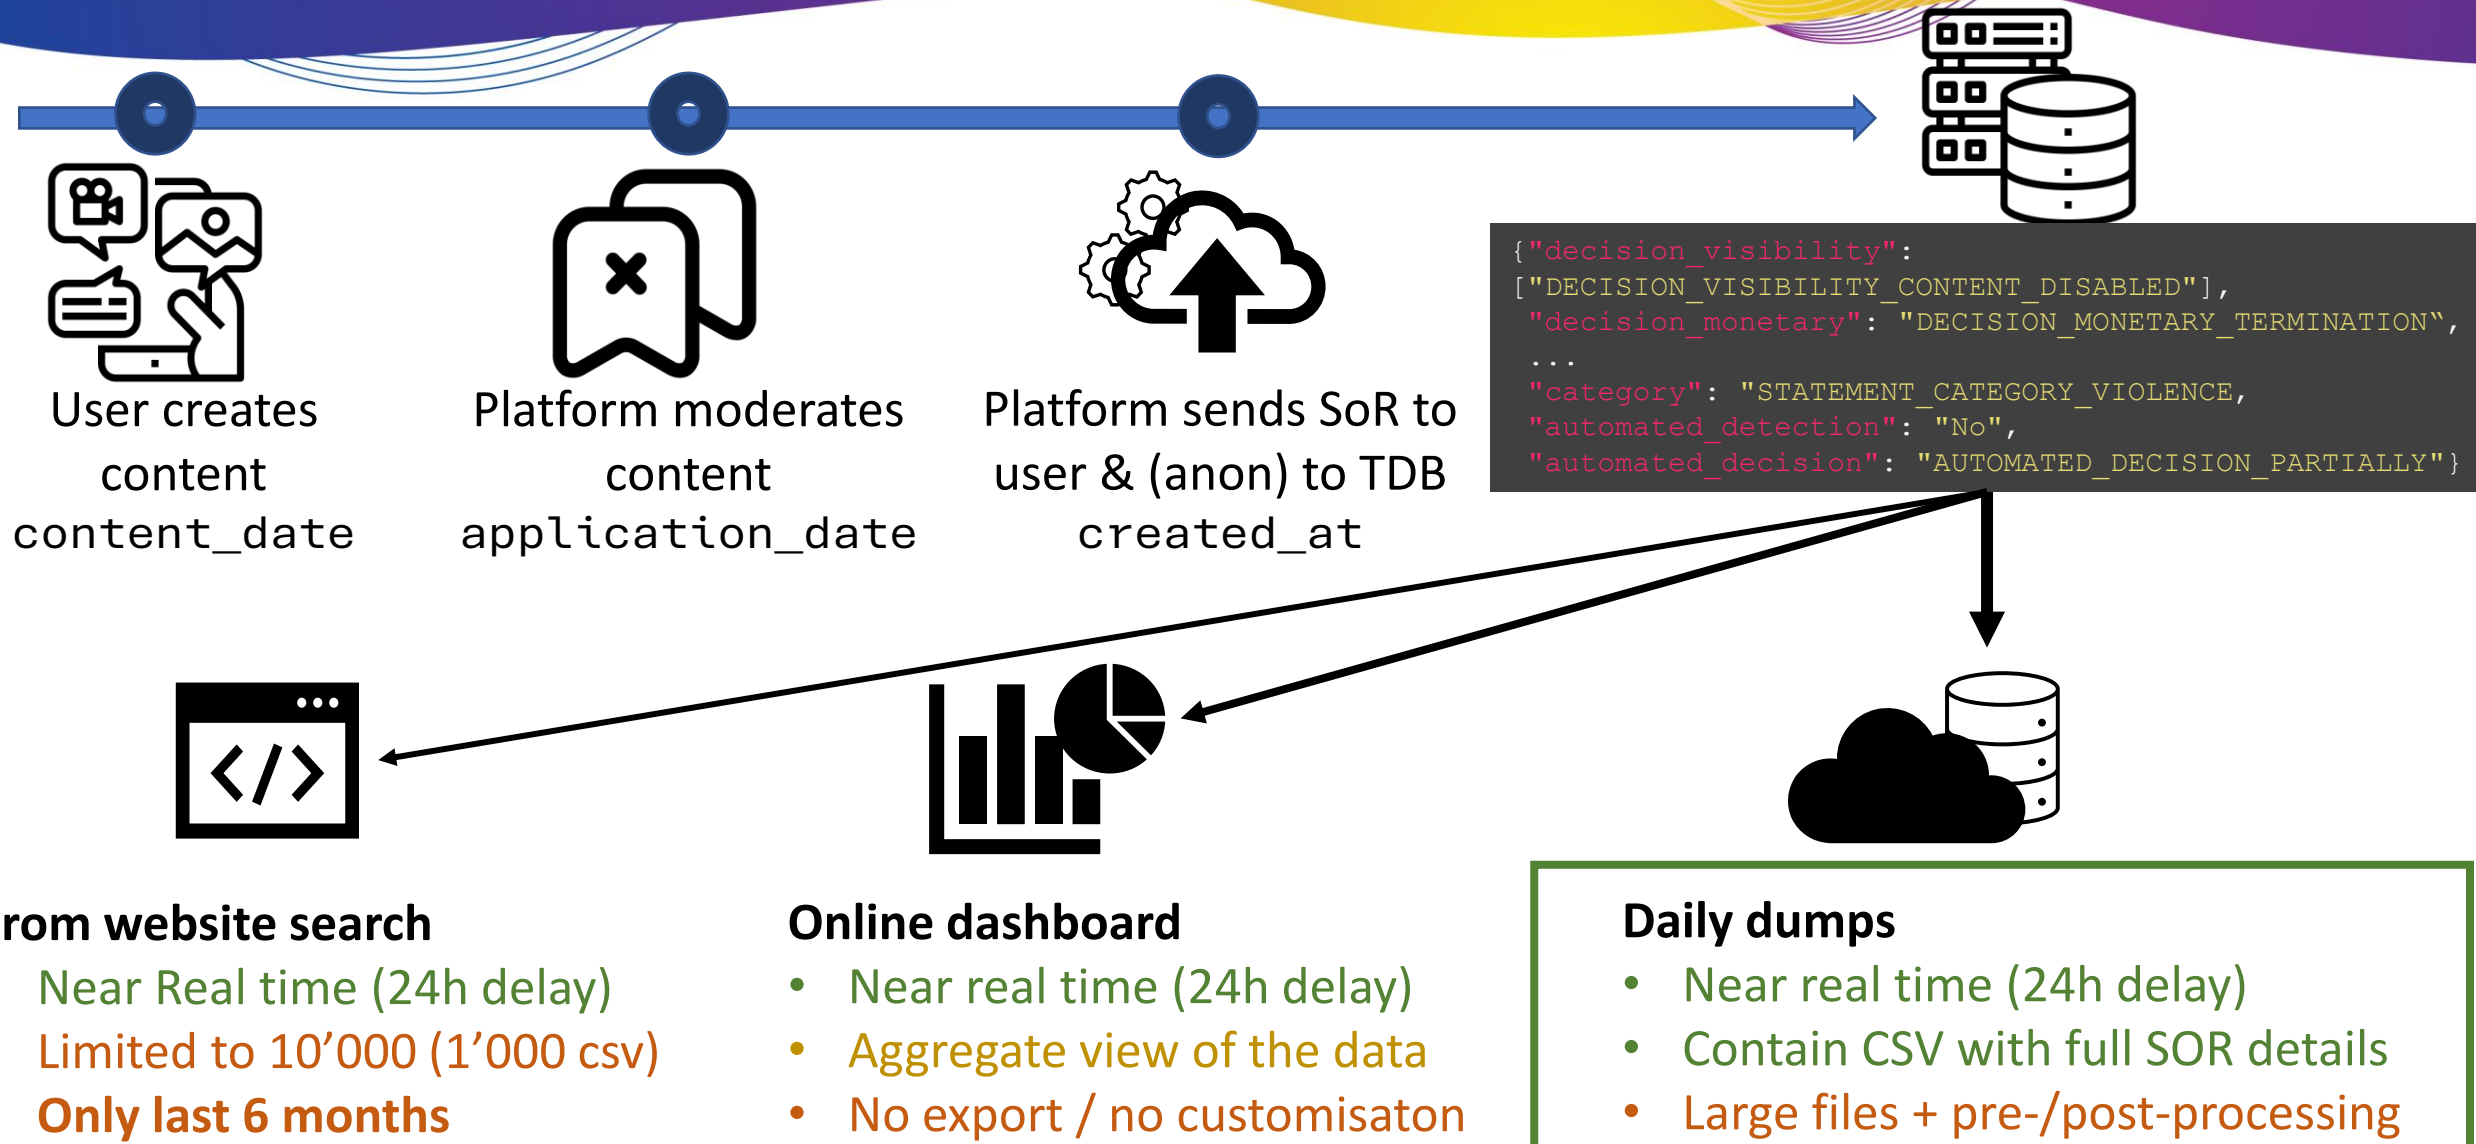 User creates
content
content_date
Platform moderates
content
application_date
Platform sends SoR to
user & (anon) to TDB
created_at
{"decision_visibility":
["DECISION_VISIBILITY_CONTENT_DISABLED"],
"decision_monetary": "DECISION_MONETARY_TERMINATION“,
...
"category": "STATEMENT_CATEGORY_VIOLENCE,
"automated_detection": "No",
"automated_decision": "AUTOMATED_DECISION_PARTIALLY"}
</>
rom website search
Near Real time (24h delay)
Limited to 10’000 (1’000 csv)
Only last 6 months
Online dashboard
• Near real time (24h delay)
• Aggregate view of the data
• No export / no customisaton
Daily dumps
• Near real time (24h delay)
• Contain CSV with full SOR details
• Large files + pre-/post-processing